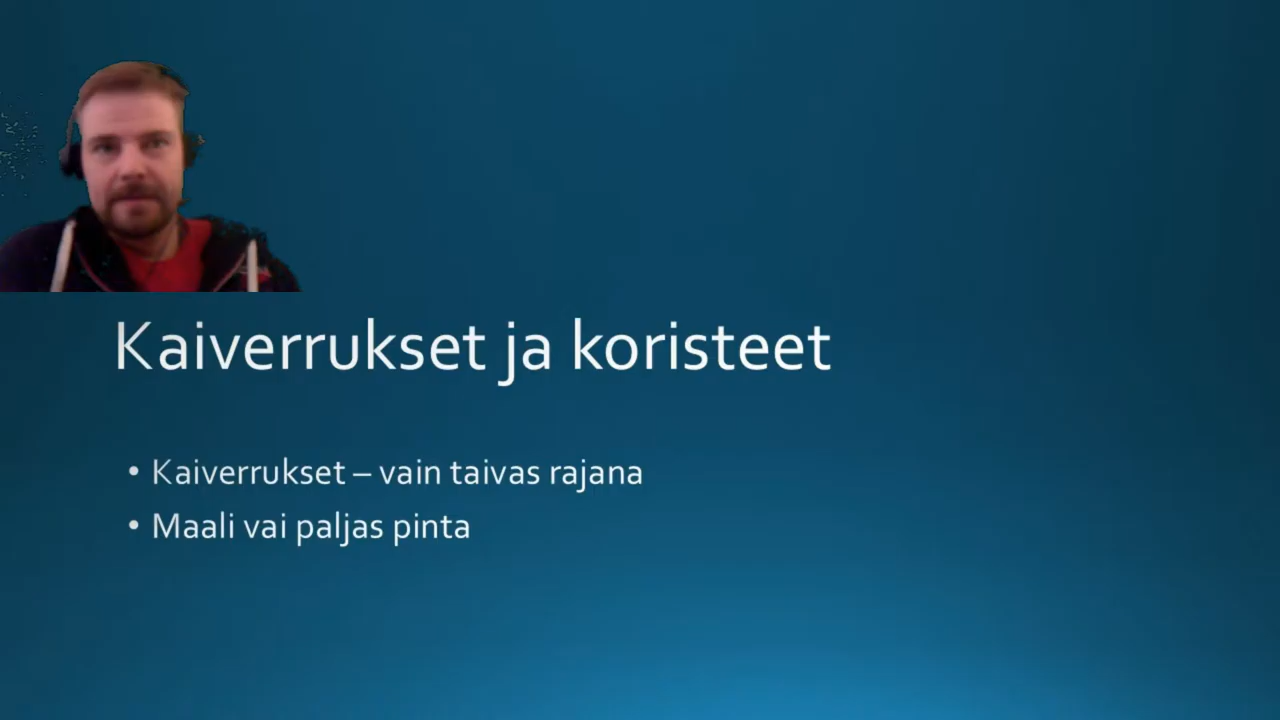 Kaiverrukset ja koristeet
• Kaiverrukset – vain taivas rajana
• Maali vai paljas pinta